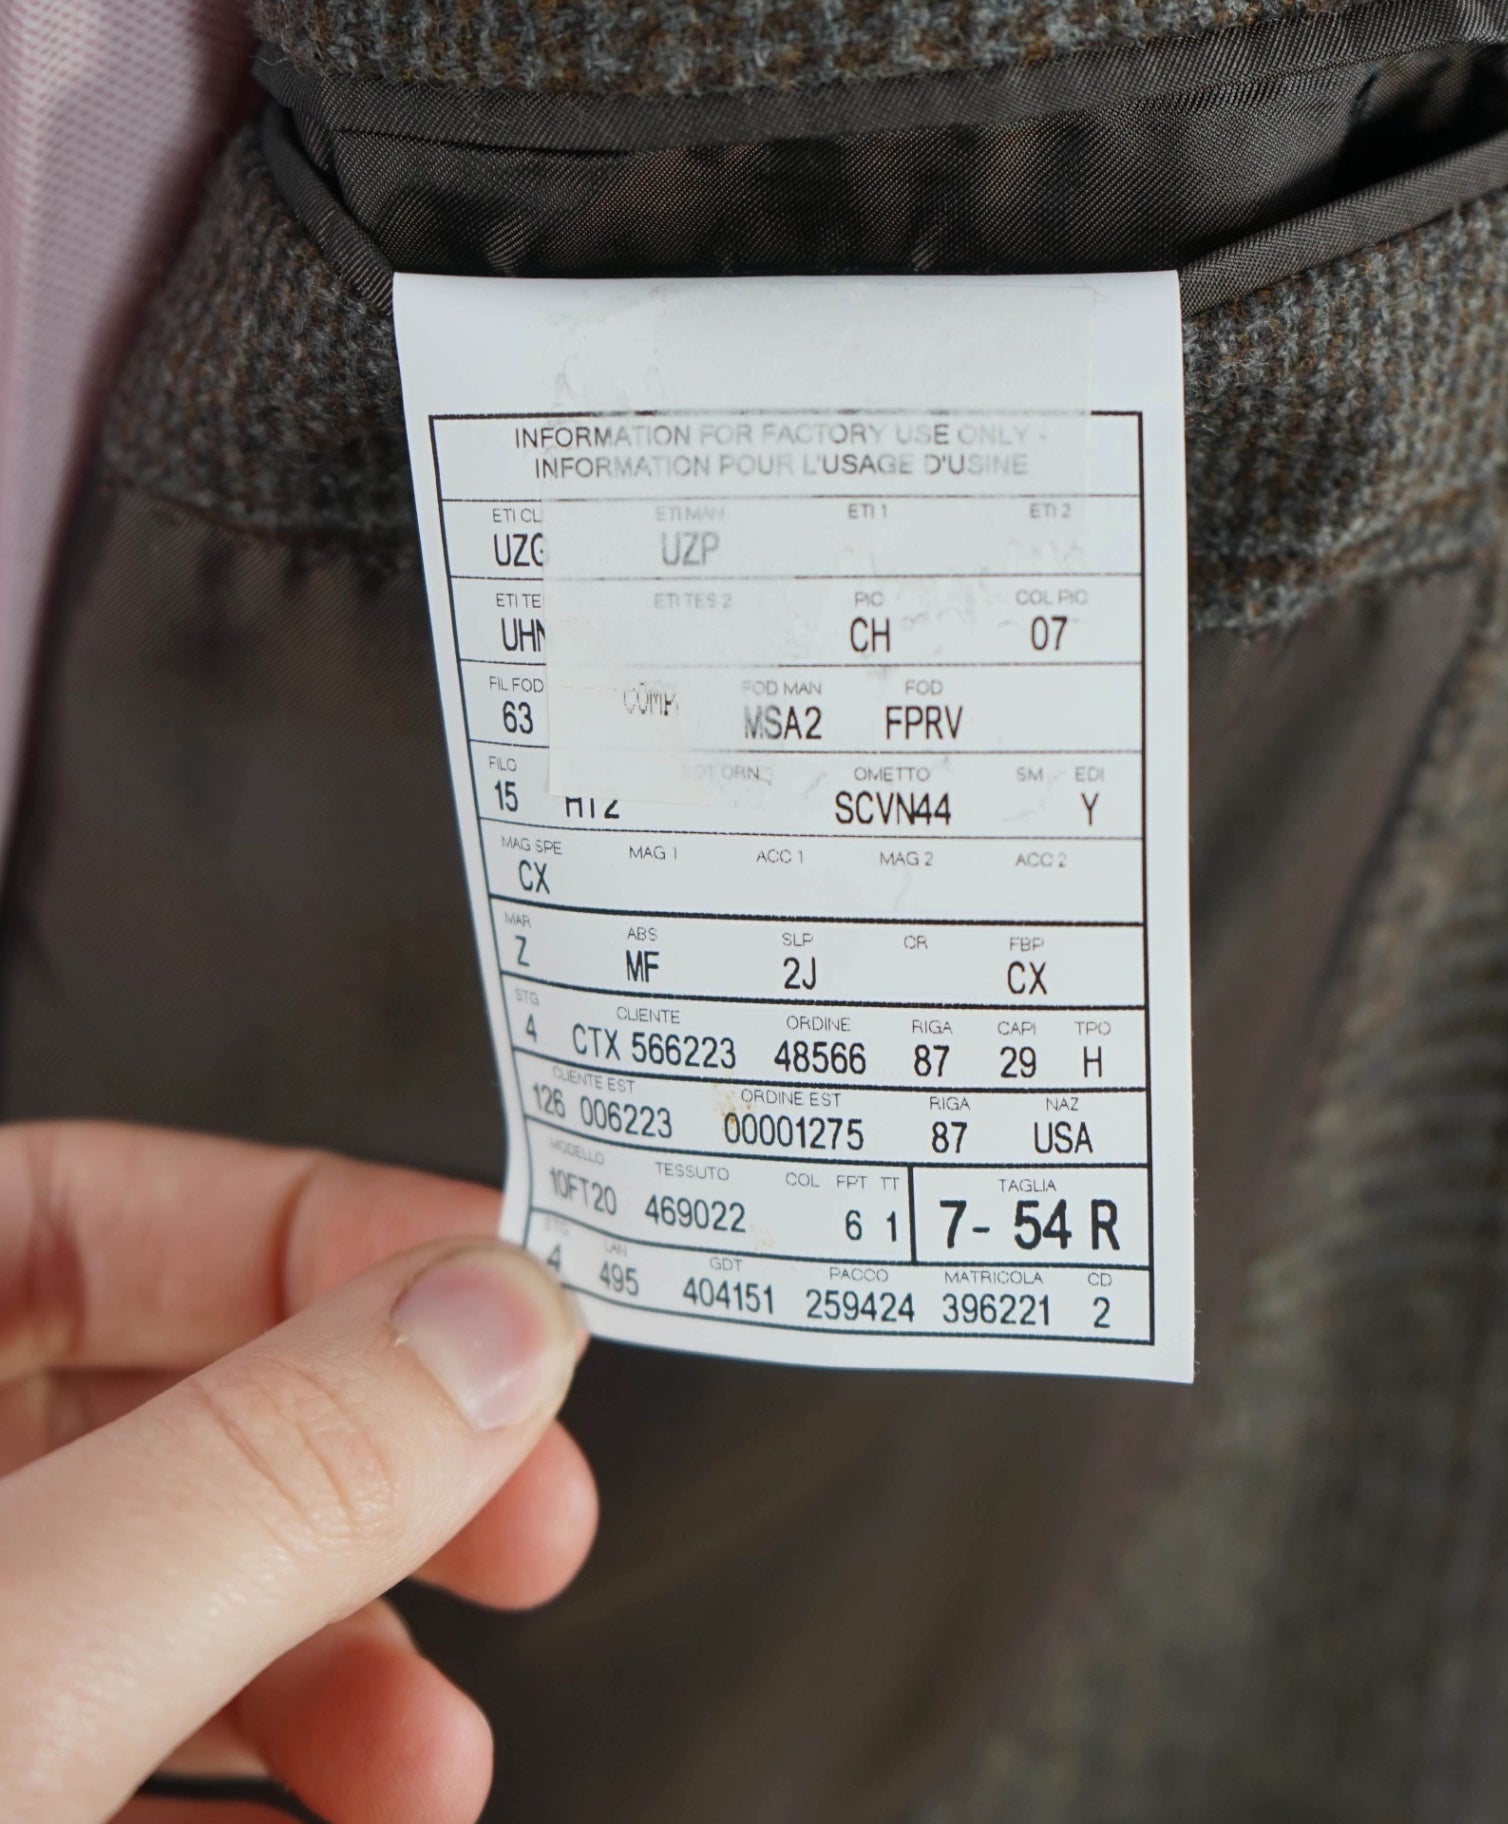 INFORMATION FOR FACTORY USE ONLY -
INFORMATION POUR L'USAGE D'USINE
ETI CL ETI MAN ETI 1 ETI 2
UZG UZP
ETI TE ETI TES 2 PIC COL PIC
UHN CH 07
FIL FOD COMP. FOD MAN FOD
63 MSA2 FPRV
FILO OMETTO SM EDI
15 SCVN44 Y
MAG SPE MAG 1 ACC 1 MAG 2 ACC 2
CX
MAR ABS SLP CR FBP
Z MF 2J CX
STG CLIENTE ORDINE RIGA CAPI TPO
4 CTX 566223 48566 87 29 H
CLIENTE EST ORDINE EST RIGA NAZ
126 006223 00001275 87 USA
MODELLO TESSUTO COL FPT TT TAGLIA
10FT20 469022 6 1 7- 54 R
STG LAN GDT PACCO MATRICOLA CD
4 495 404151 259424 396221 2